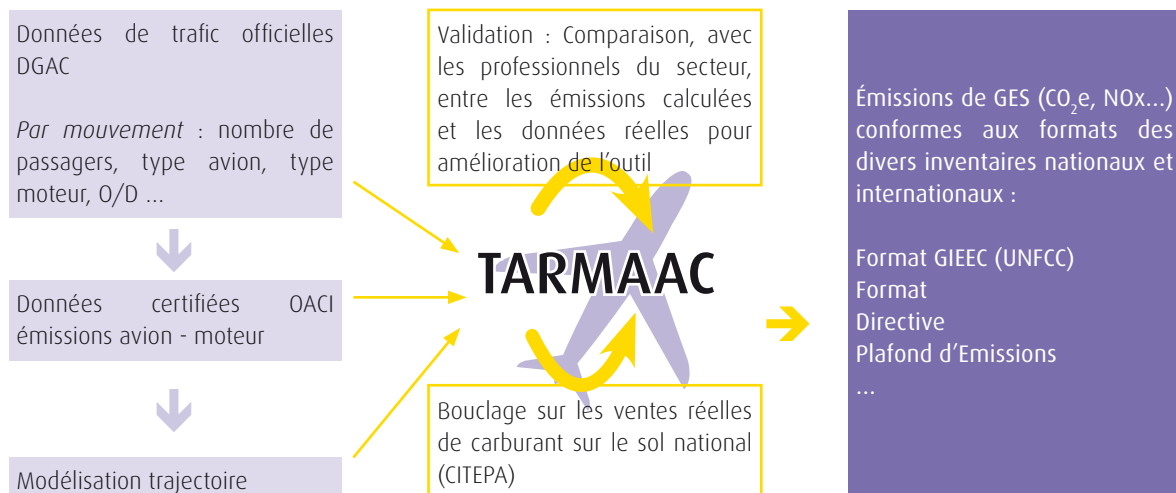 Données de trafic officielles
DGAC
Par mouvement : nombre de
passagers, type avion, type
moteur, O/D ...
Données certifiées OACI
émissions avion - moteur
Modélisation trajectoire
Validation : Comparaison, avec
les professionnels du secteur,
entre les émissions calculées
et les données réelles pour
amélioration de l'outil
TARMAAC
Bouclage sur les ventes réelles
de carburant sur le sol national
(CITEPA)
Émissions de GES (CO₂e, NOx...)
conformes aux formats des
divers inventaires nationaux et
internationaux :
Format GIEEC (UNFCC)
Format
Directive
Plafond d'Emissions
...